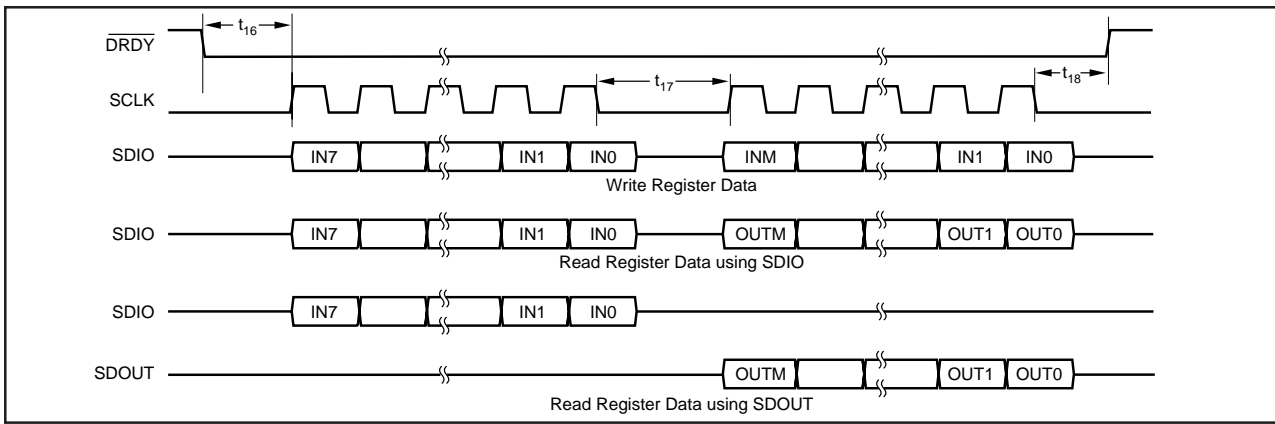 DRDY t16
SCLK t17 t18
SDIO IN7 IN1 IN0 INM IN1 IN0
Write Register Data
SDIO IN7 IN1 IN0 OUTM OUT1 OUT0
Read Register Data using SDIO
SDIO IN7 IN1 IN0
SDOUT OUTM OUT1 OUT0
Read Register Data using SDOUT